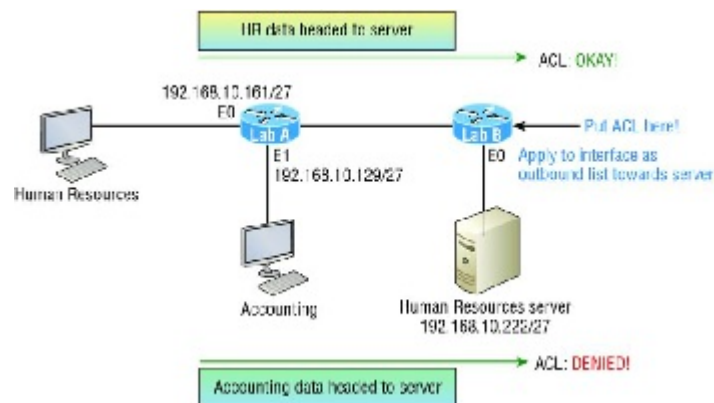 HR data headed to server
ACL: OKAY!
192.168.10.161/27
E0
Lab A
Lab B
Put ACL here!
E1
E0
Apply to interface as
outbound list towards server
192.168.10.129/27
Human Resources
Accounting
Human Resources server
192.168.10.222/27
ACL: DENIED!
Accounting data headed to server